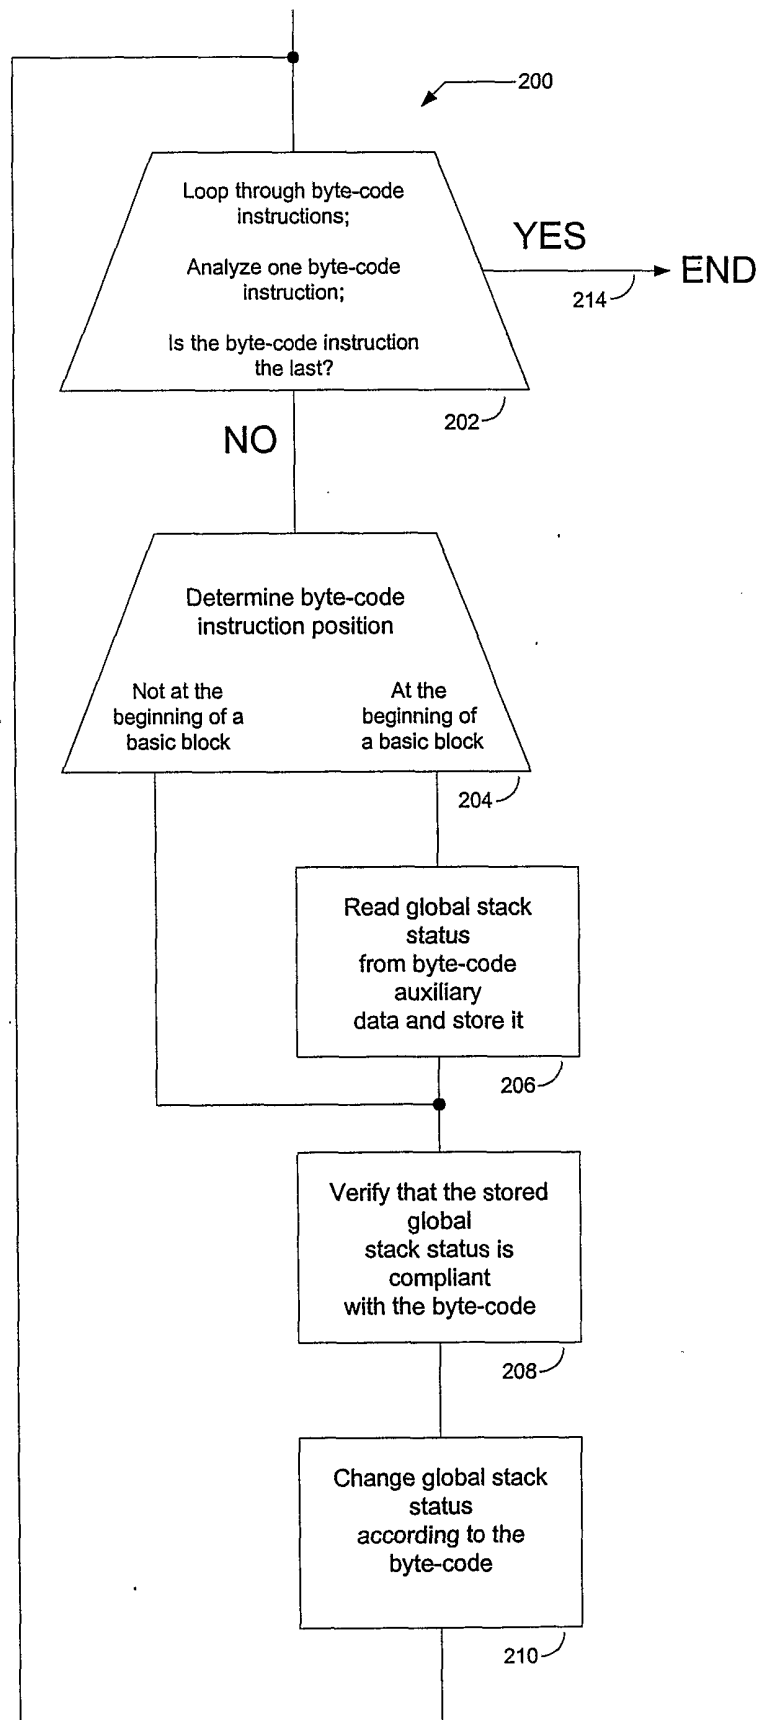 200
Loop through byte-code
instructions;
Analyze one byte-code
instruction;
Is the byte-code instruction
the last?
YES
END
214
202
NO
Determine byte-code
instruction position
Not at the
beginning of a
basic block
At the
beginning of
a basic block
204
Read global stack
status
from byte-code
auxiliary
data and store it
206
Verify that the stored
global
stack status is
compliant
with the byte-code
208
Change global stack
status
according to the
byte-code
210